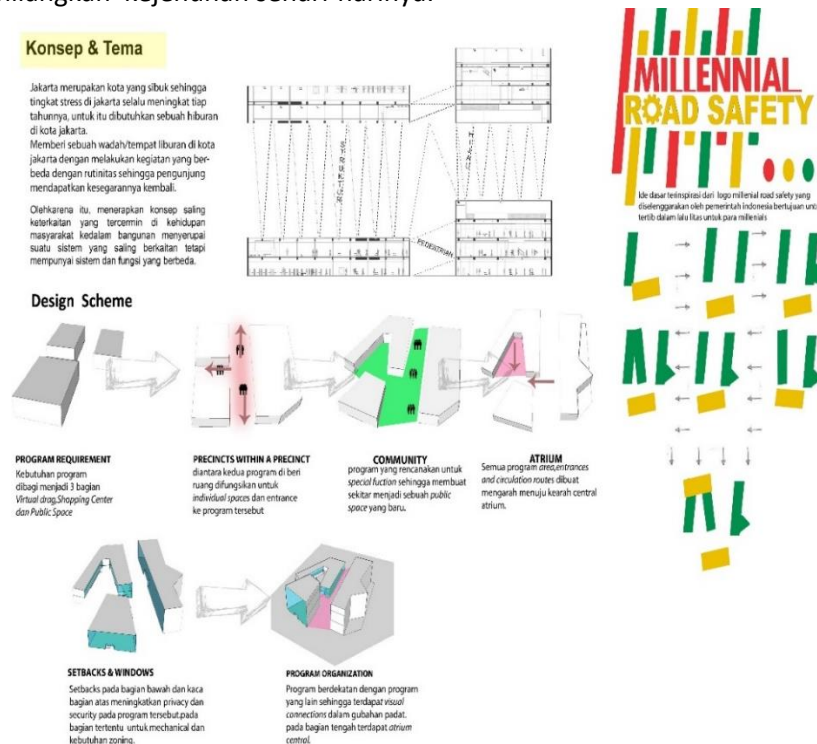 kejenuhan sehari-harinya.
Konsep & Tema
Jakarta merupakan kota yang sibuk sehingga
tingkat stress di jakarta selalu meningkat tiap
tahunnya, untuk itu dibutuhkan sebuah hiburan
di kota jakarta.
Memberi sebuah wadah/tempat liburan di kota
jakarta dengan melakukan kegiatan yang ber-
beda dengan rutinitas sehingga pengunjung
mendapatkan kesegarannya kembali.
Olehkarena itu, menerapkan konsep saling
keterkaitan yang tercermin di kehidupan
masyarakat kedalam bangunan menyerupai
suatu sistem yang saling berkaitan tetapi
mempunyai sistem dan fungsi yang berbeda.
PEDESTRIAN
MILLENNIAL
ROAD SAFETY
Ide dasar terinspirasi dari logo millenial road safety yang
diselenggarakan oleh pemerintah indonesia bertujuan unt
tertib dalam lalu litas untuk para millenials
Design Scheme
PROGRAM REQUIREMENT
Kebutuhan program
dibagi menjadi 3 bagian
Virtual drag,Shopping Center
dan Public Space
PRECINCTS WITHIN A PRECINCT
diantara kedua program di beri
ruang difungsikan untuk
individual spaces dan entrance
ke program tersebut
COMMUNITY
program yang rencanakan untuk
special fuction sehingga membuat
sekitar menjadi sebuah public
space yang baru.
ATRIUM
Semua program area,entrances
and circulation routes dibuat
mengarah menuju kearah central
atrium.
SETBACKS & WINDOWS
Setbacks pada bagian bawah dan kaca
bagian atas meningkatkan privacy dan
security pada program tersebut.pada
bagian tertentu untuk mechanical dan
kebutuhan zoning.
PROGRAM ORGANIZATION
Program berdekatan dengan program
yang lain sehingga terdapat visual
connections dalam gubahan padat.
pada bagian tengah terdapat atrium
central.